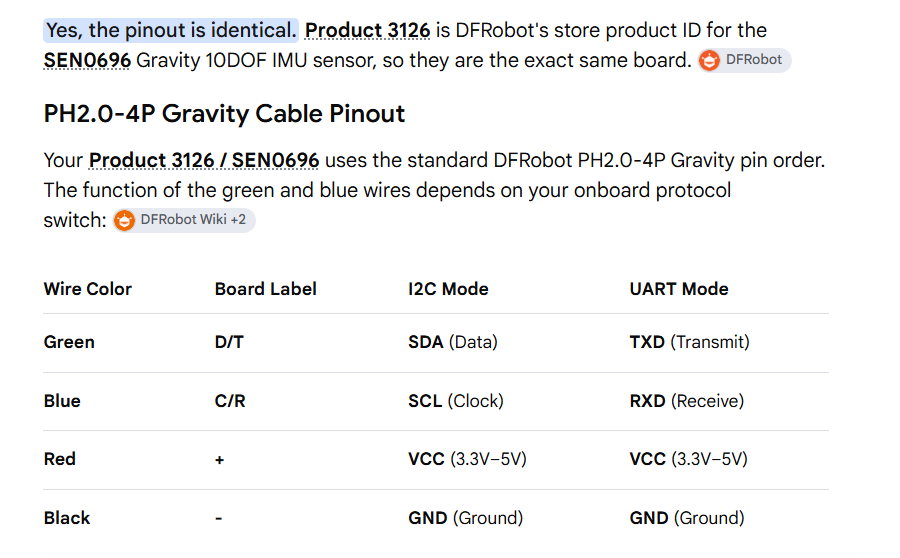 Yes, the pinout is identical. Product 3126 is DFRobot's store product ID for the
SEN0696 Gravity 10DOF IMU sensor, so they are the exact same board. DFRobot
PH2.0-4P Gravity Cable Pinout
Your Product 3126 / SEN0696 uses the standard DFRobot PH2.0-4P Gravity pin order.
The function of the green and blue wires depends on your onboard protocol
switch: DFRobot Wiki +2
Wire Color Board Label I2C Mode UART Mode
Green D/T SDA (Data) TXD (Transmit)
Blue C/R SCL (Clock) RXD (Receive)
Red + VCC (3.3V–5V) VCC (3.3V–5V)
Black - GND (Ground) GND (Ground)